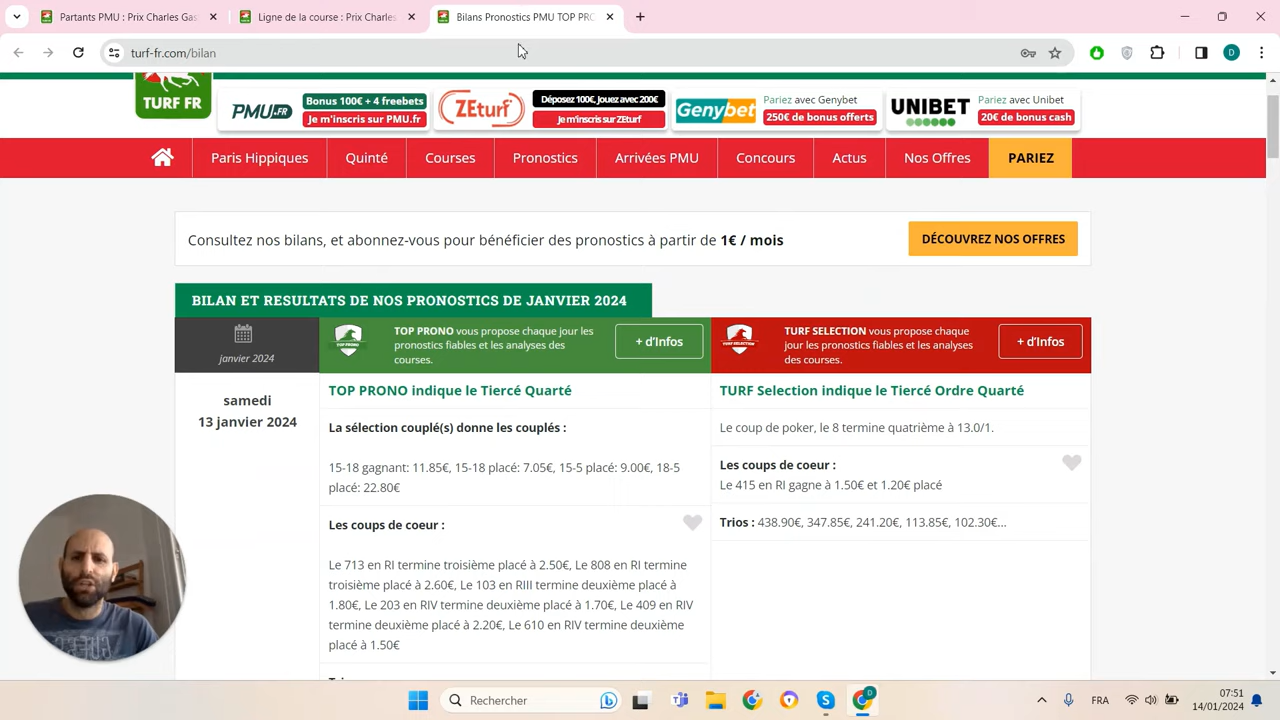 Partants PMU : Prix Charles Gas
Ligne de la course : Prix Charles
Bilans Pronostics PMU TOP PRO
turf-fr.com/bilan
TURF FR
PMU.FR
Bonus 100€ + 4 freebets
Je m'inscris sur PMU.fr
ZEturf
Déposez 100€, Jouez avec 200€
Je m'inscris sur ZEturf
Genybet
Pariez avec Genybet
250€ de bonus offerts
UNIBET
Pariez avec Unibet
20€ de bonus cash
Paris Hippiques
Quinté
Courses
Pronostics
Arrivées PMU
Concours
Actus
Nos Offres
PARIEZ
Consultez nos bilans, et abonnez-vous pour bénéficier des pronostics à partir de 1€ / mois
DÉCOUVREZ NOS OFFRES
BILAN ET RESULTATS DE NOS PRONOSTICS DE JANVIER 2024
janvier 2024
TOP PRONO
TOP PRONO vous propose chaque jour les
pronostics fiables et les analyses des
courses.
+ d'Infos
TURF SELECTION
TURF SELECTION vous propose chaque
jour les pronostics fiables et les analyses
des courses.
+ d'Infos
samedi
13 janvier 2024
TOP PRONO indique le Tiercé Quarté
La sélection couplé(s) donne les couplés :
15-18 gagnant: 11.85€, 15-18 placé: 7.05€, 15-5 placé: 9.00€, 18-5
placé: 22.80€
Les coups de coeur :
Le 713 en RI termine troisième placé à 2.50€, Le 808 en RI termine
troisième placé à 2.60€, Le 103 en RIII termine deuxième placé à
1.80€, Le 203 en RIV termine deuxième placé à 1.70€, Le 409 en RIV
termine deuxième placé à 2.20€, Le 610 en RIV termine deuxième
placé à 1.50€
TURF Selection indique le Tiercé Ordre Quarté
Le coup de poker, le 8 termine quatrième à 13.0/1.
Les coups de coeur :
Le 415 en RI gagne à 1.50€ et 1.20€ placé
Trios : 438.90€, 347.85€, 241.20€, 113.85€, 102.30€...
Rechercher
FRA
07:51
14/01/2024